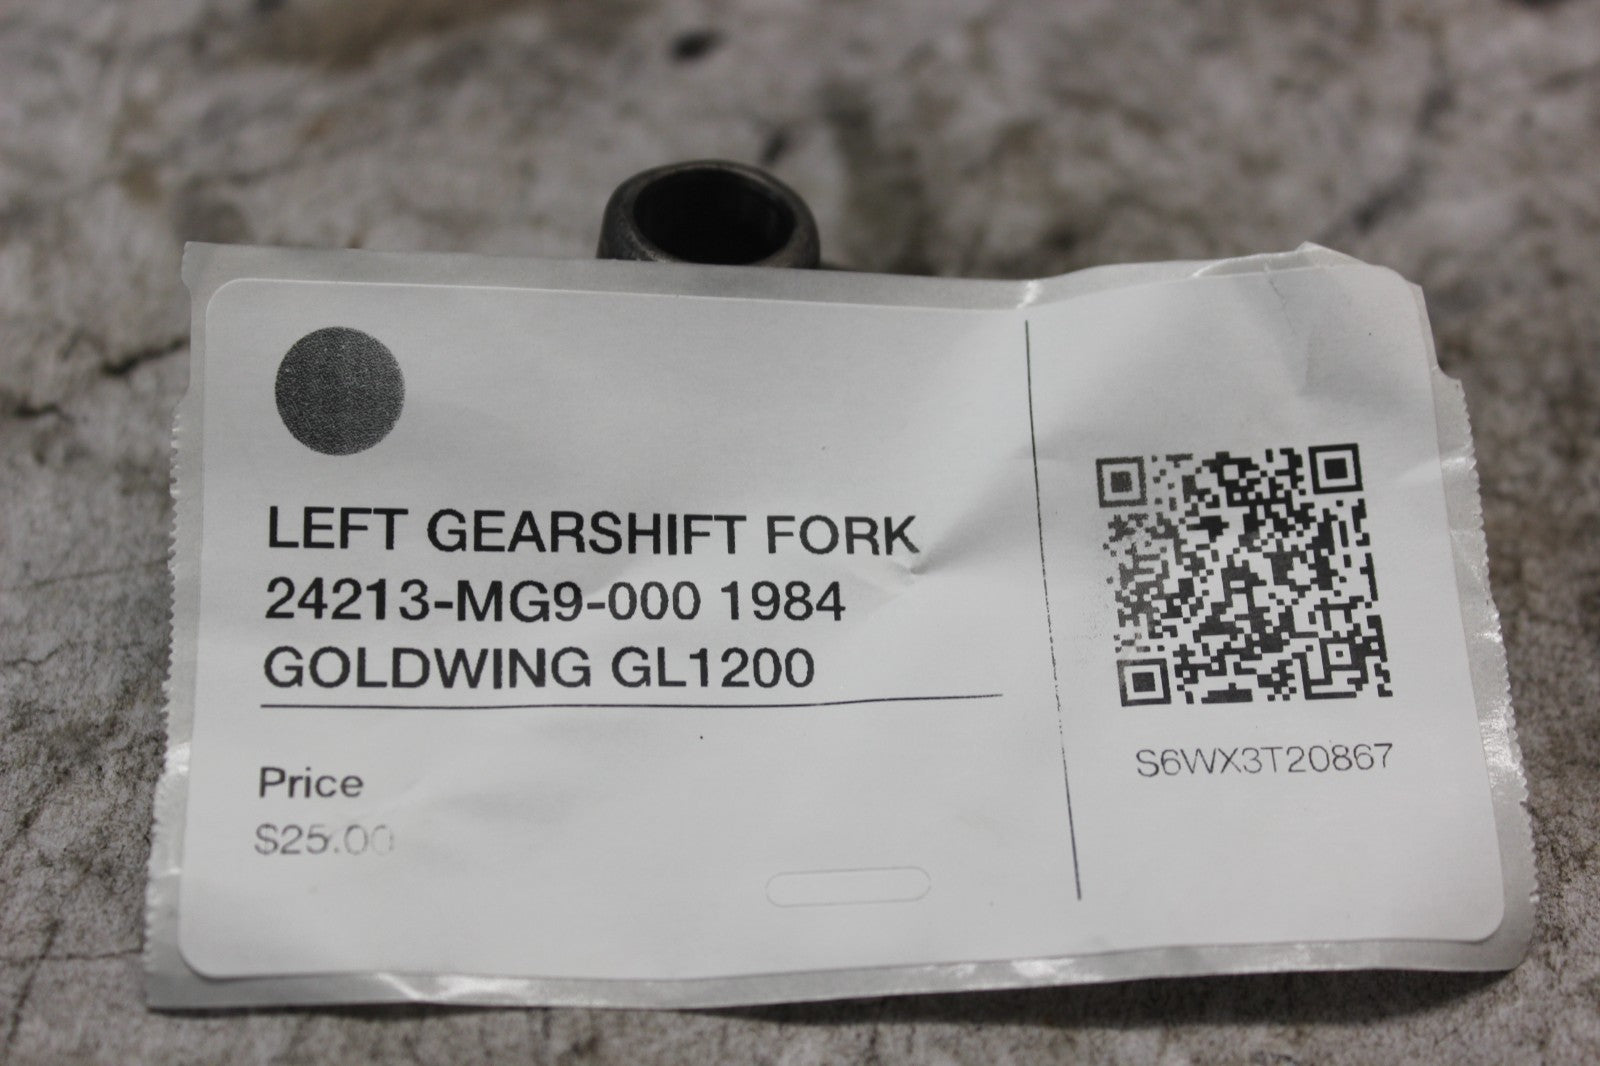 LEFT GEARSHIFT FORK
24213-MG9-000 1984
GOLDWING GL1200
Price
$25.00
S6WX3T20867